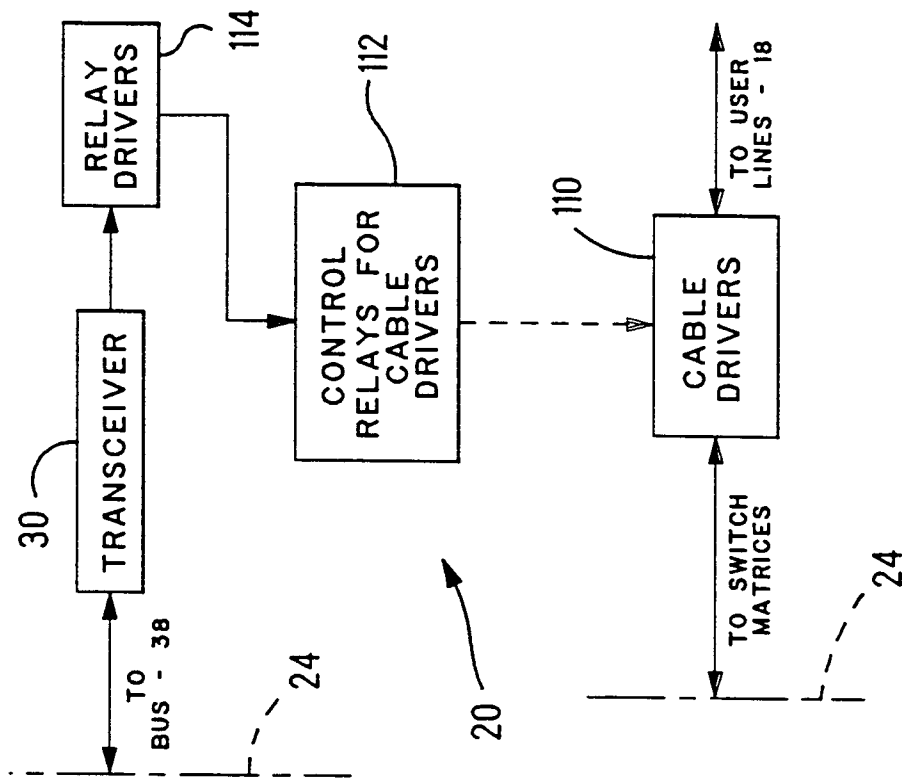 114
RELAY
DRIVERS
30
TRANSCEIVER
TO
BUS - 38
24
112
CONTROL
RELAYS FOR
CABLE
DRIVERS
20
110
CABLE
DRIVERS
TO USER
LINES - 18
TO SWITCH
MATRICES
24